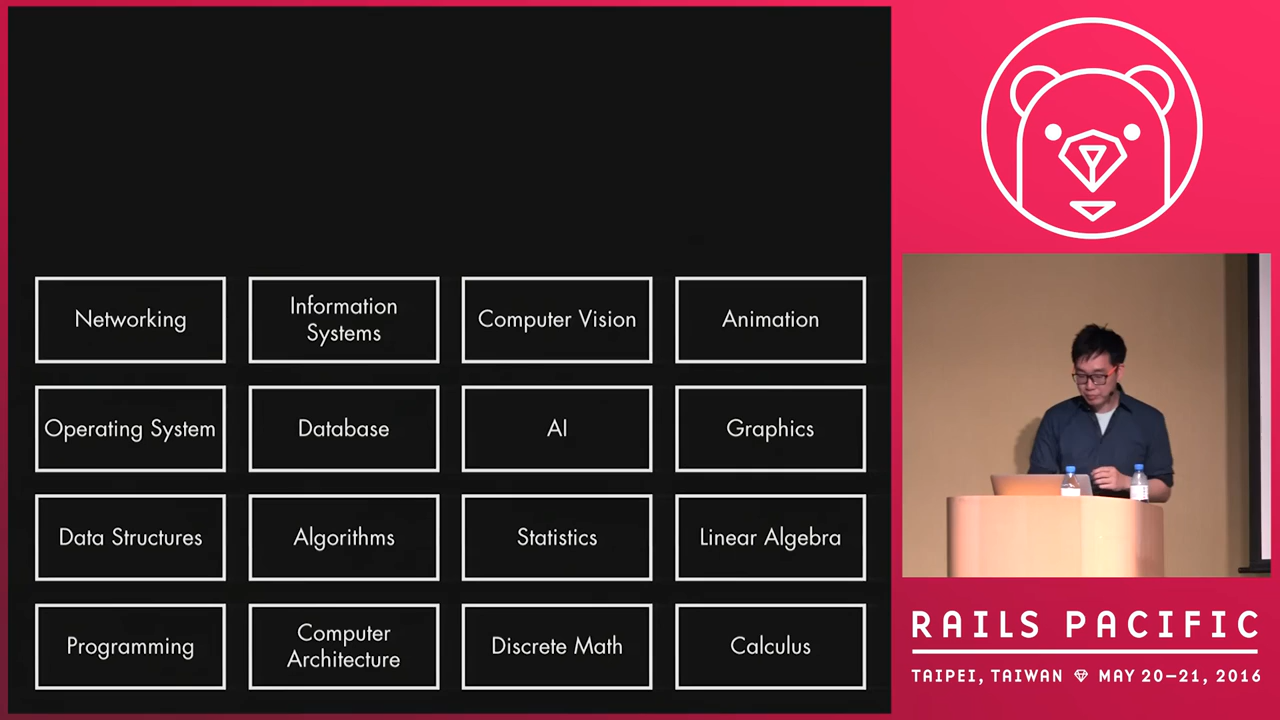 Networking
Information
Systems
Computer Vision
Animation
Operating System
Database
AI
Graphics
Data Structures
Algorithms
Statistics
Linear Algebra
Programming
Computer
Architecture
Discrete Math
Calculus
RAILS PACIFIC
TAIPEI, TAIWAN MAY 20–21, 2016